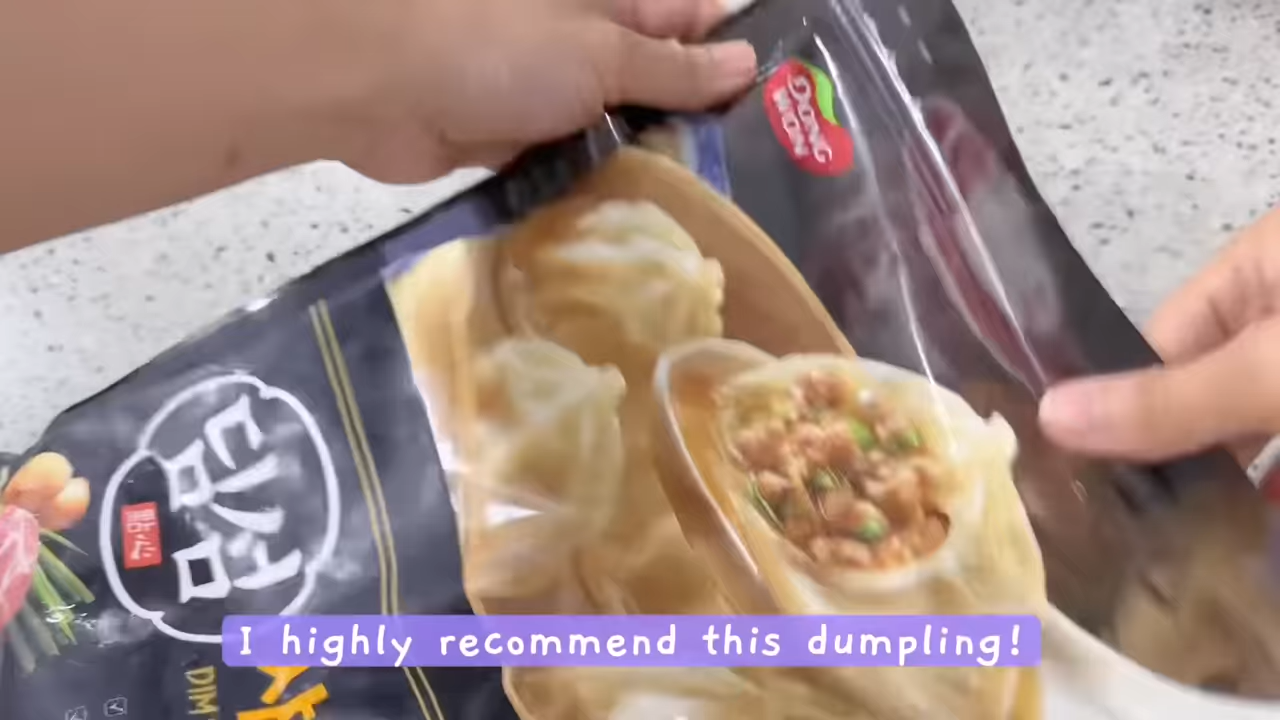 DONG
WON
딤섬
點心
DIM
I highly recommend this dumpling!